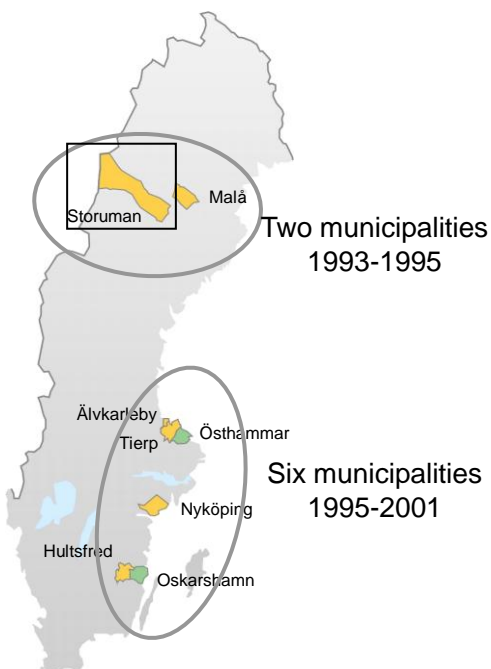 Malå
Storuman
Two municipalities
1993-1995
Älvkarleby
Östhammar
Tierp
Six municipalities
1995-2001
Nyköping
Hultsfred
Oskarshamn